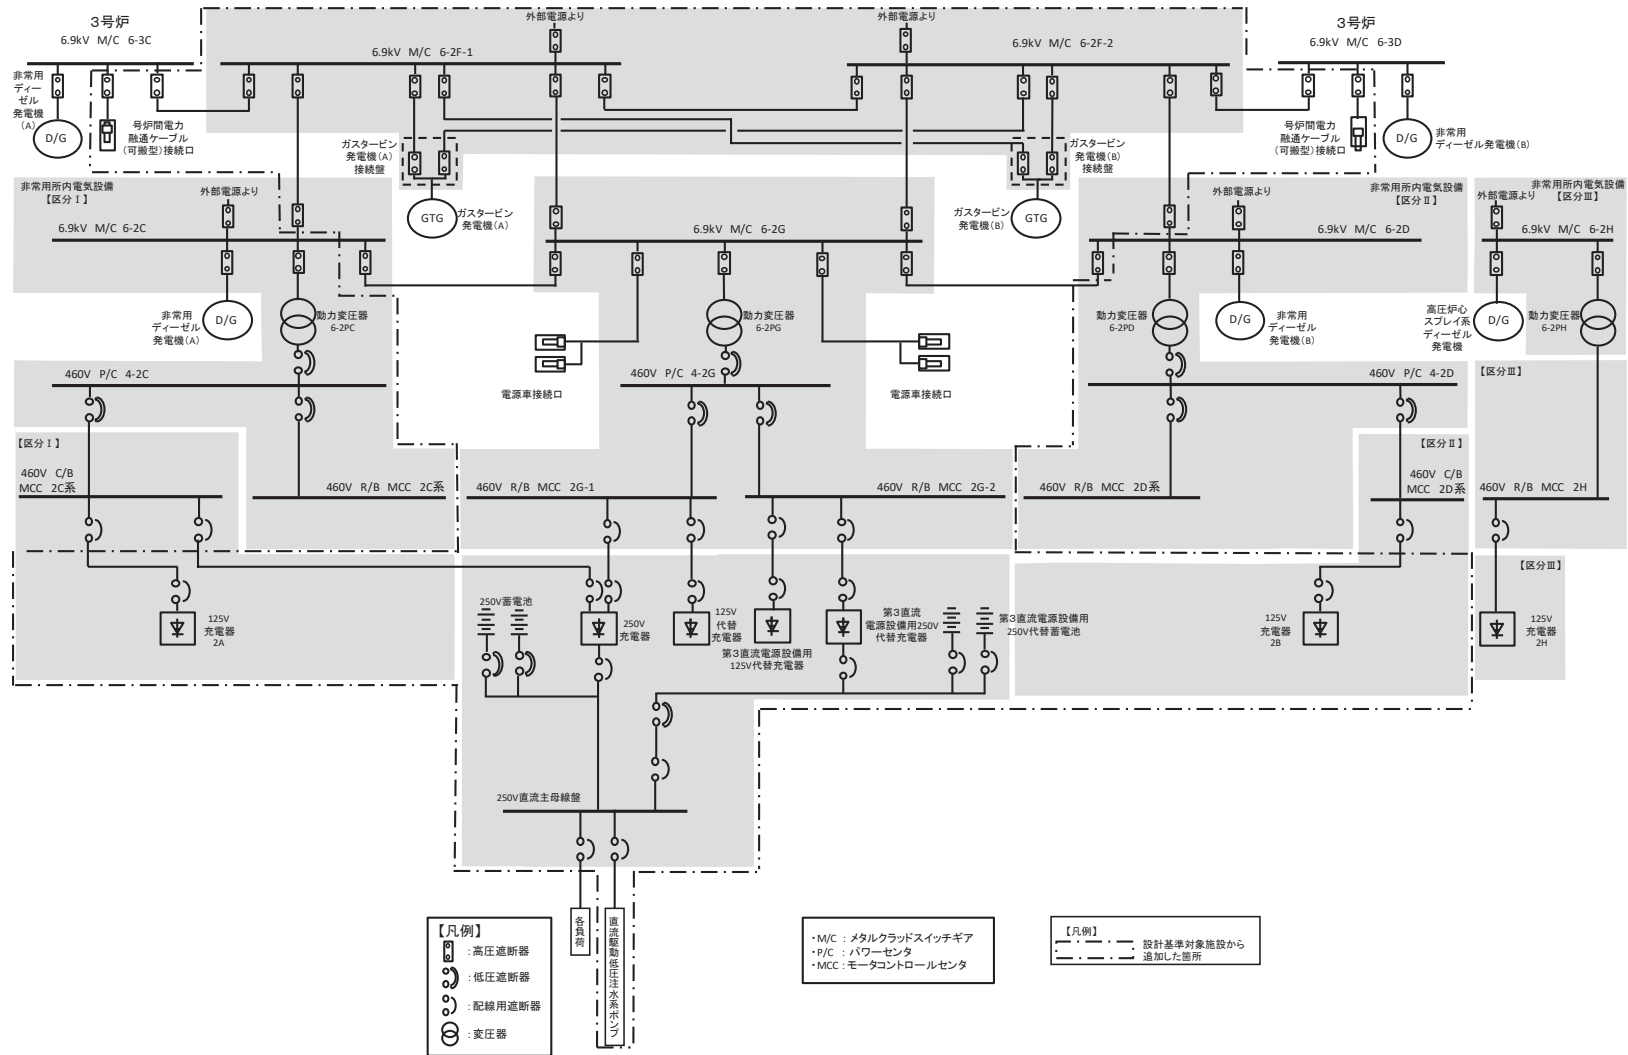 外部電源より
外部電源より
3号炉
6.9kV M/C 6-3C
6.9kV M/C 6-2F-1
6.9kV M/C 6-2F-2
3号炉
6.9kV M/C 6-3D
非常用
ディー
ゼル
発電機
(A)
D/G
号炉間電力
融通ケーブル
(可搬型)接続口
ガスタービン
発電機(A)
接続盤
ガスタービン
発電機(B)
接続盤
号炉間電力
融通ケーブル
(可搬型)接続口
D/G
非常用
ディーゼル発電機(B)
非常用所内電気設備
【区分Ⅰ】
外部電源より
6.9kV M/C 6-2C
GTG
ガスタービン
発電機(A)
6.9kV M/C 6-2G
ガスタービン
発電機(B)
GTG
外部電源より
非常用所内電気設備
【区分Ⅱ】
6.9kV M/C 6-2D
非常用所内電気設備
【区分Ⅲ】
外部電源より
6.9kV M/C 6-2H
非常用
ディーゼル
発電機(A)
D/G
動力変圧器
6-2PC
動力変圧器
6-2PG
動力変圧器
6-2PD
D/G
非常用
ディーゼル
発電機(B)
高圧炉心
スプレイ系
ディーゼル
発電機
D/G
動力変圧器
6-2PH
460V P/C 4-2C
電源車接続口
460V P/C 4-2G
電源車接続口
460V P/C 4-2D
【区分Ⅲ】
【区分Ⅰ】
460V C/B
MCC 2C系
460V R/B MCC 2C系
460V R/B MCC 2G-1
460V R/B MCC 2G-2
460V R/B MCC 2D系
【区分Ⅱ】
460V C/B
MCC 2D系
460V R/B MCC 2H
【区分Ⅲ】
125V
充電器
2A
250V蓄電池
250V
充電器
125V
代替
充電器
第3直流電源設備用
125V代替充電器
第3直流
電源設備用250V
代替充電器
第3直流電源設備用
250V代替蓄電池
125V
充電器
2B
125V
充電器
2H
250V直流主母線盤
各負荷
直流駆動低圧注水系ポンプ
【凡例】
:高圧遮断器
:低圧遮断器
:配線用遮断器
:変圧器
・M/C : メタルクラッドスイッチギア
・P/C : パワーセンタ
・MCC : モータコントロールセンタ
【凡例】
:設計基準対象施設から
追加した箇所